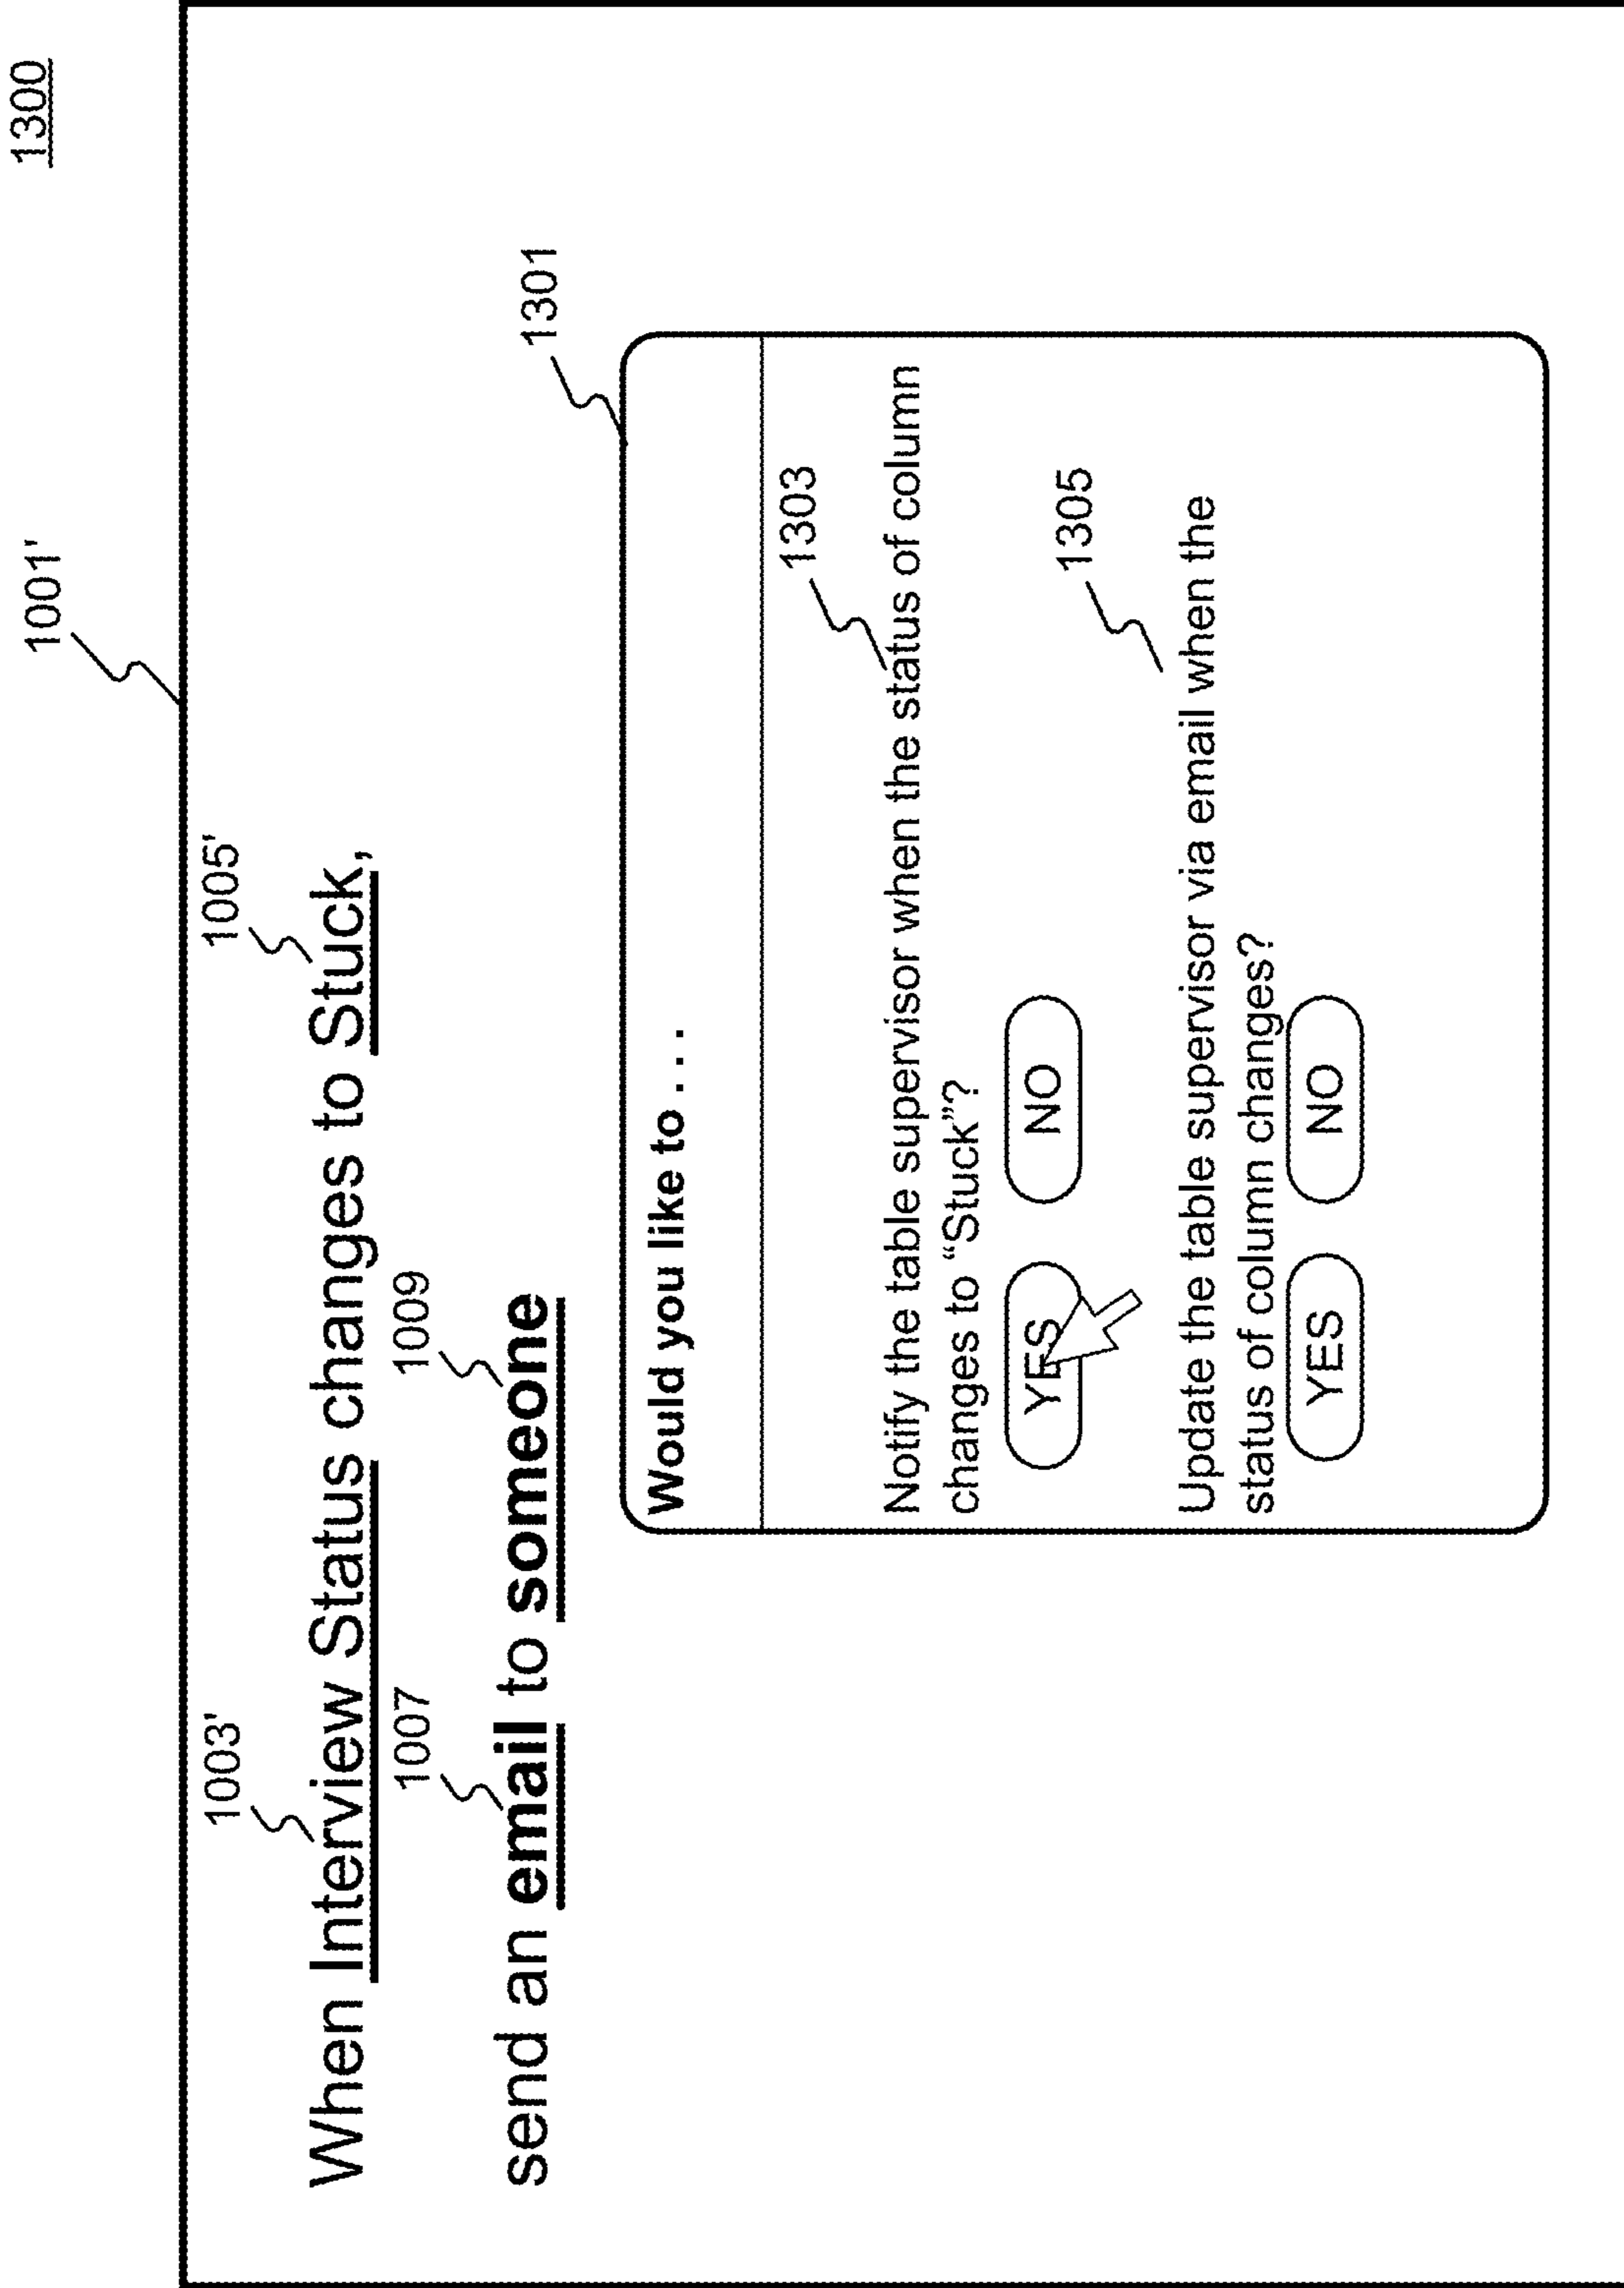 1300
1001'
1003'
1005'
When Interview Status changes to Stuck,
1007
1009
send an email to someone
1301
Would you like to . . .
1303
Notify the table supervisor when the status of column
changes to “Stuck”?
YES
NO
1305
Update the table supervisor via email when the
status of column changes?
YES
NO